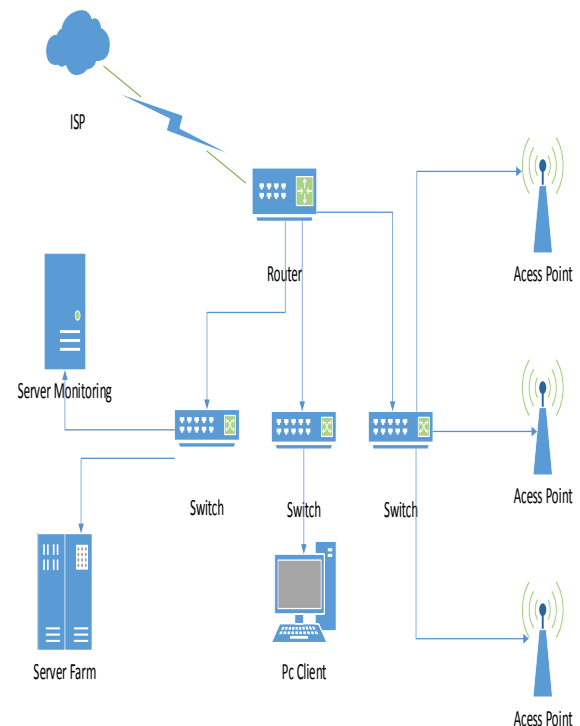 ISP
Router
Acess Point
Server Monitoring
Switch
Switch
Switch
Acess Point
Server Farm
Pc Client
Acess Point